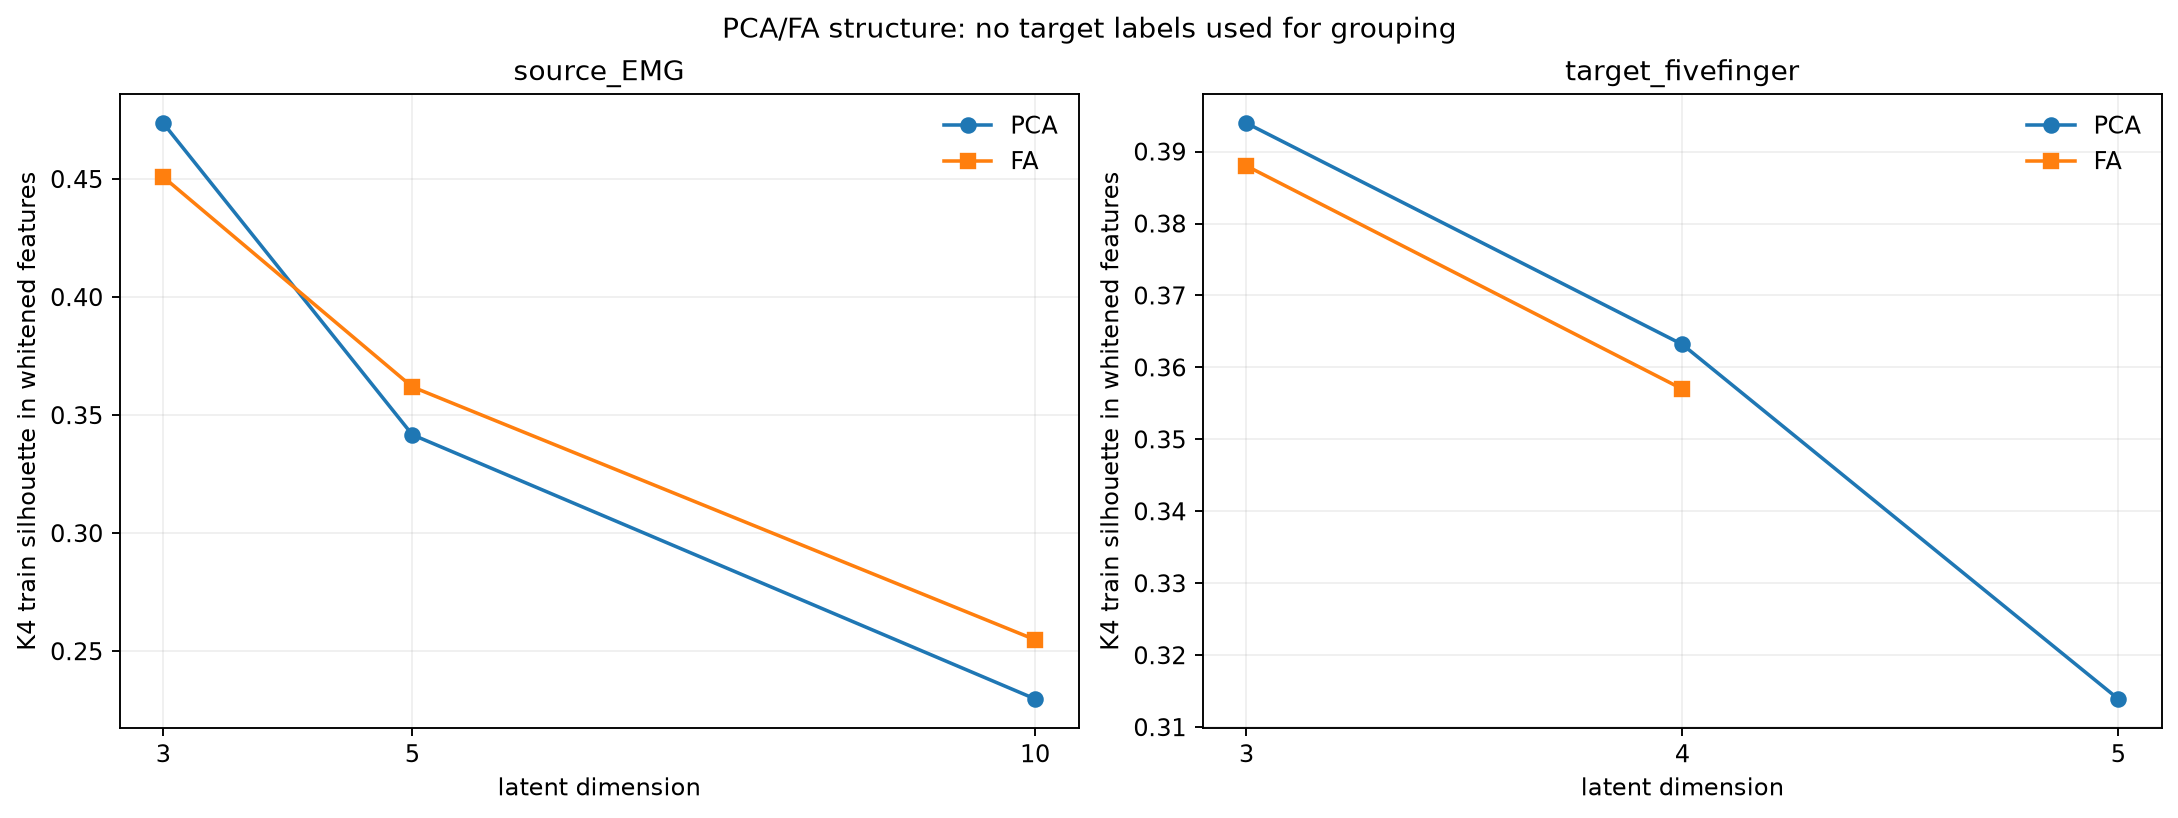 PCA/FA structure: no target labels used for grouping
source_EMG
K4 train silhouette in whitened features
0.45
0.40
0.35
0.30
0.25
PCA
FA
3
5
10
latent dimension
target_fivefinger
K4 train silhouette in whitened features
0.39
0.38
0.37
0.36
0.35
0.34
0.33
0.32
0.31
PCA
FA
3
4
5
latent dimension